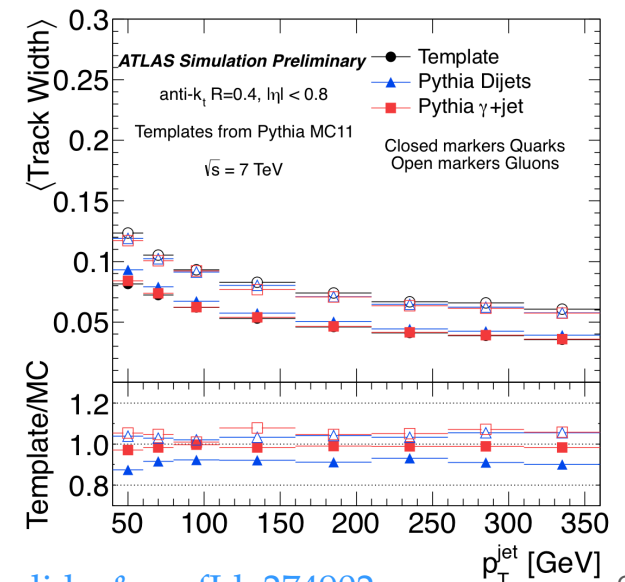 ⟨Track Width⟩
0.3
0.25
0.2
0.15
0.1
0.05
ATLAS Simulation Preliminary
anti-kt R=0.4, |η| < 0.8
Templates from Pythia MC11
√s = 7 TeV
Template
Pythia Dijets
Pythia γ+jet
Closed markers Quarks
Open markers Gluons
Template/MC
1.2
1.0
0.8
50 100 150 200 250 300 350
pTjet [GeV]